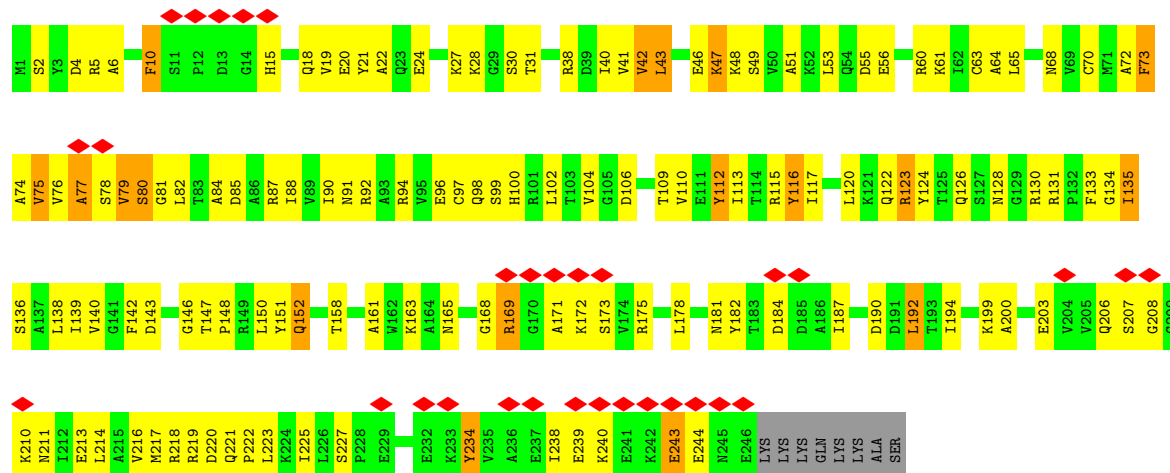 M1 S2 Y3 D4 R5 A6 F10 S11 P12 D13 G14 H15 Q18 V19 E20 Y21 A22 Q23 E24 K27 K28 G29 S30 T31 R38 D39 I40 V41 V42 L43 E46 K47 K48 S49 V50 A51 K52 L53 Q54 D55 E56 R60 K61 I62 C63 A64 L65 N68 V69 C70 M71 A72 F73
A74 V75 V76 A77 S78 V79 S80 G81 L82 T83 A84 D85 A86 R87 I88 V89 I90 N91 R92 A93 R94 V95 E96 C97 Q98 S99 H100 R101 L102 T103 V104 G105 D106 T109 V110 E111 Y112 I113 T114 R115 Y116 I117 L120 K121 Q122 R123 Y124 T125 Q126 S127 N128 G129 R130 R131 P132 F133 G134 I135
S136 A137 L138 I139 V140 G141 F142 D143 G146 T147 P148 R149 L150 Y151 Q152 T158 A161 W162 K163 A164 N165 G168 R169 G170 A171 K172 S173 V174 R175 L178 N181 Y182 T183 D184 D185 A186 I187 D190 D191 L192 T193 I194 K199 A200 E203 V204 V205 Q206 S207 G208 G209
K210 N211 I212 E213 L214 A215 V216 M217 R218 R219 D220 Q221 P222 L223 K224 I225 L226 S227 P228 E229 E232 K233 Y234 V235 A236 E237 I238 E239 K240 E241 K242 E243 E244 N245 E246 LYS LYS LYS GLN LYS LYS ALA SER